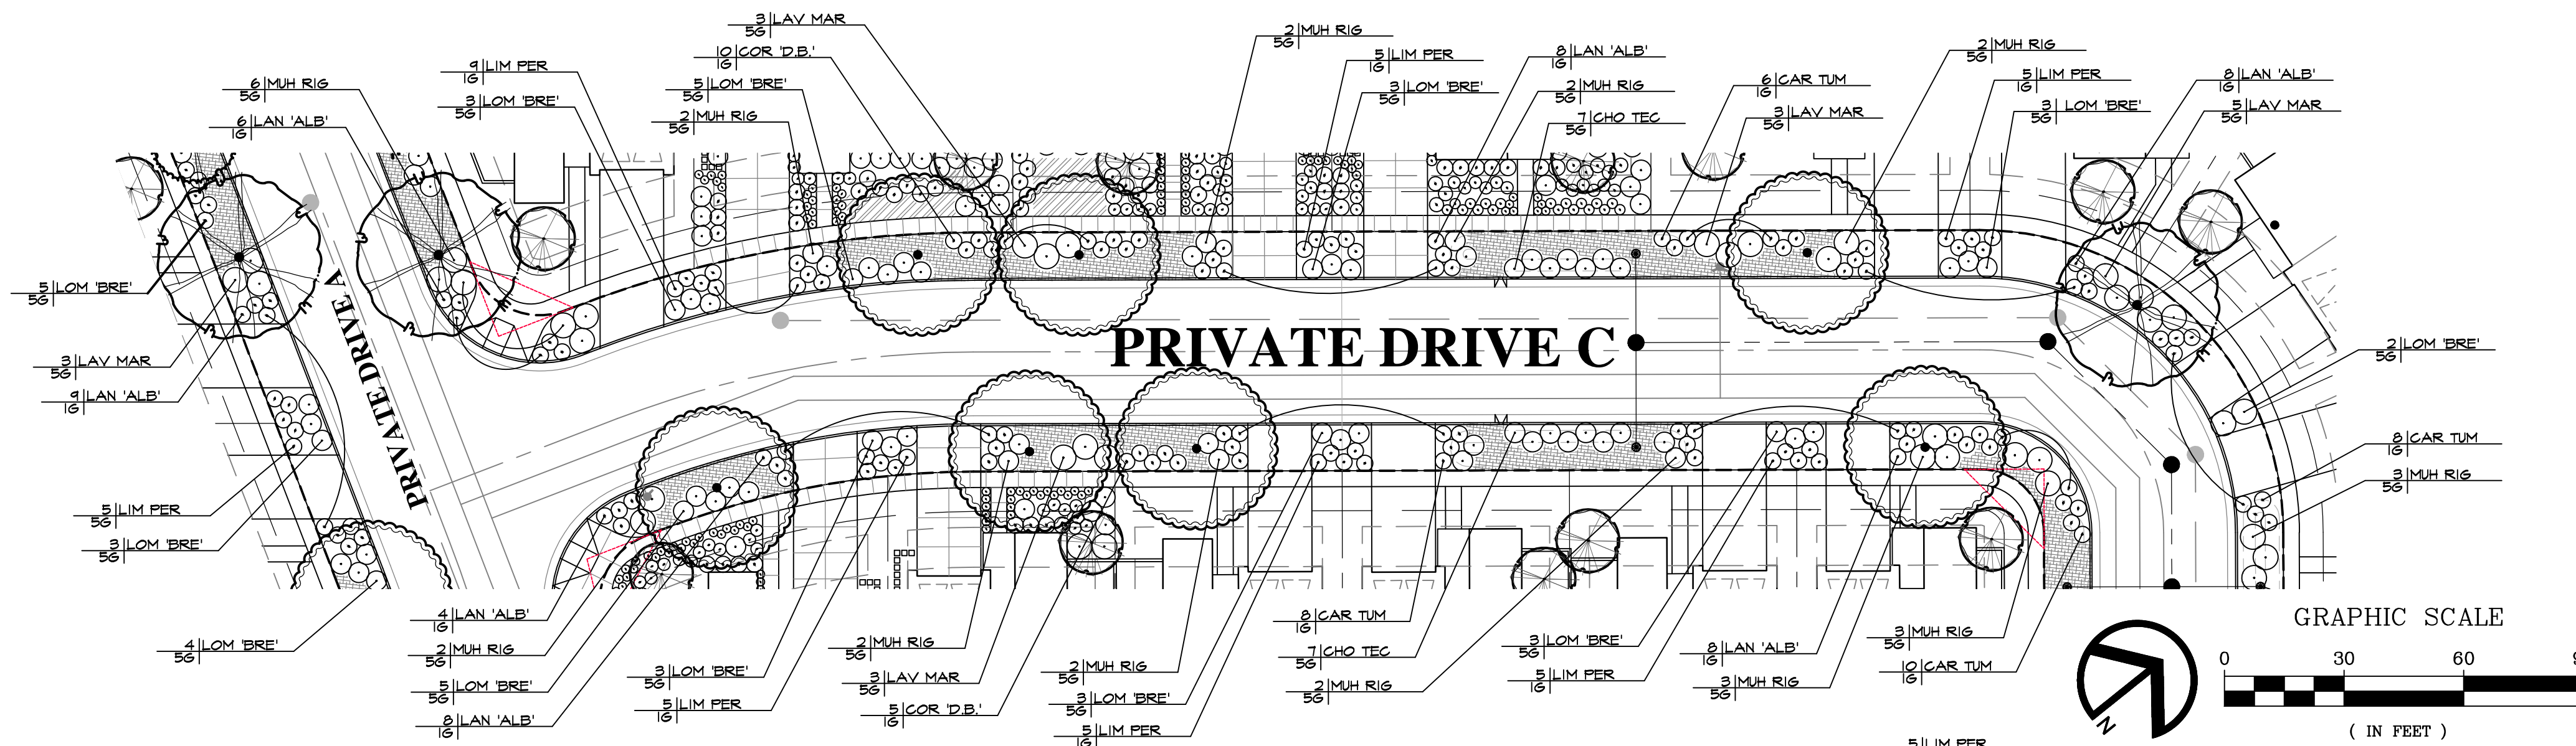 3 LAV MAR
5G
10 COR 'D.B.'
1G
5 LOM 'BRE'
5G
2 MUH RIG
5G
9 LIM PER
1G
3 LOM 'BRE'
5G
6 MUH RIG
5G
6 LAN 'ALB'
1G
2 MUH RIG
5G
5 LIM PER
1G
3 LOM 'BRE'
5G
8 LAN 'ALB'
1G
2 MUH RIG
5G
7 CHO TEC
5G
6 CAR TUM
1G
3 LAV MAR
5G
2 MUH RIG
5G
5 LIM PER
1G
3 LOM 'BRE'
5G
8 LAN 'ALB'
1G
5 LAV MAR
5G
5 LOM 'BRE'
5G
3 LAV MAR
5G
9 LAN 'ALB'
1G
5 LIM PER
5G
3 LOM 'BRE'
5G
4 LOM 'BRE'
5G
PRIVATE DRIVE A
PRIVATE DRIVE C
2 LOM 'BRE'
5G
8 CAR TUM
1G
3 MUH RIG
5G
4 LAN 'ALB'
1G
2 MUH RIG
5G
5 LOM 'BRE'
5G
8 LAN 'ALB'
1G
3 LOM 'BRE'
5G
5 LIM PER
1G
2 MUH RIG
5G
3 LAV MAR
5G
5 COR 'D.B.'
1G
2 MUH RIG
5G
3 LOM 'BRE'
5G
5 LIM PER
1G
8 CAR TUM
1G
7 CHO TEC
5G
2 MUH RIG
5G
3 LOM 'BRE'
5G
5 LIM PER
1G
8 LAN 'ALB'
1G
3 MUH RIG
5G
3 MUH RIG
5G
10 CAR TUM
1G
5 LIM PER
N
GRAPHIC SCALE
0 30 60
( IN FEET )